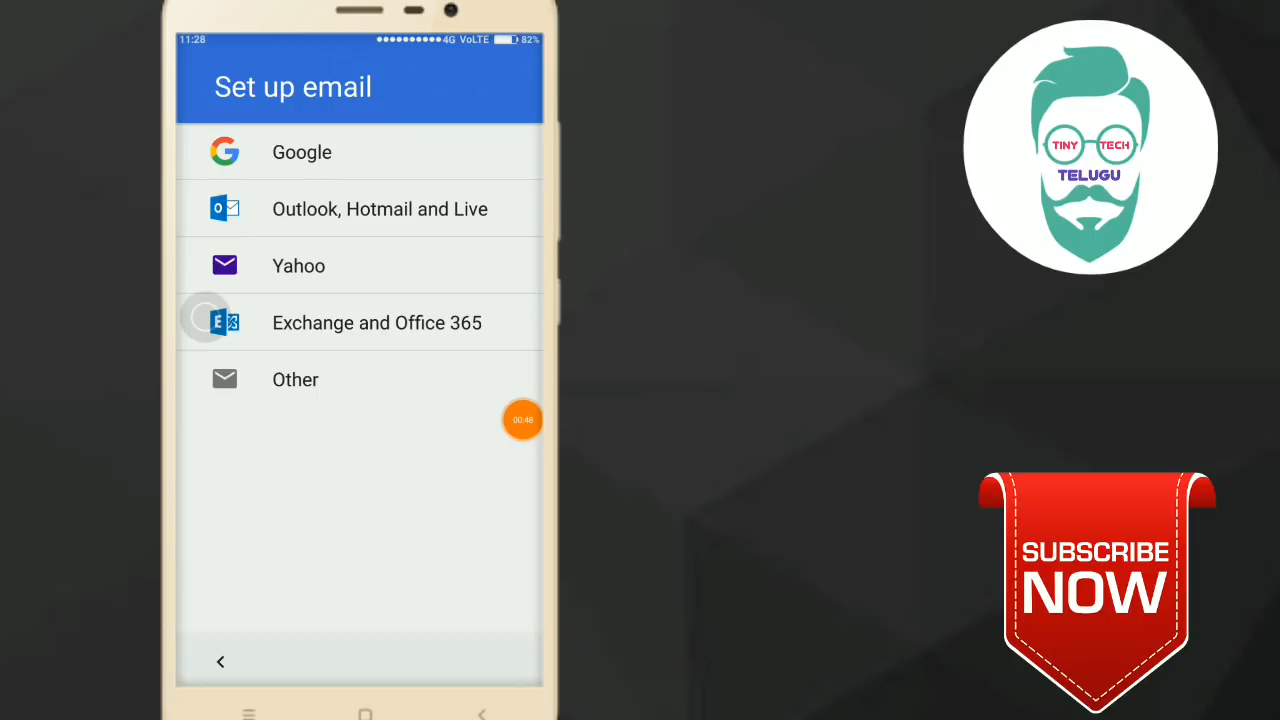 11:28
4G VoLTE 82%
Set up email
Google
Outlook, Hotmail and Live
Yahoo
Exchange and Office 365
Other
00:48
TINY TECH
TELUGU
SUBSCRIBE
NOW